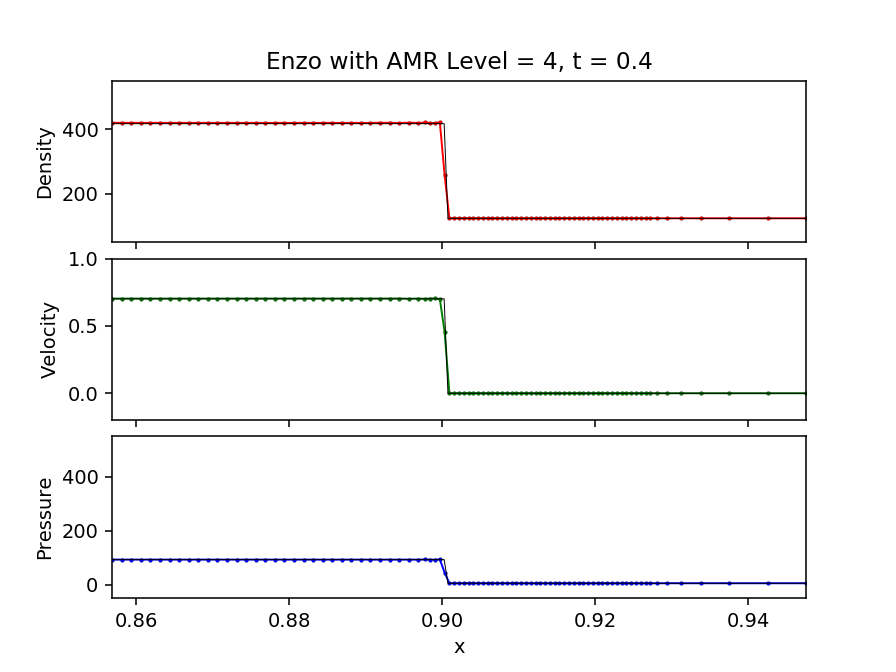 Enzo with AMR Level = 4, t = 0.4
400
200
Density
1.0
0.5
0.0
Velocity
400
200
0
Pressure
0.86 0.88 0.90 0.92 0.94
x